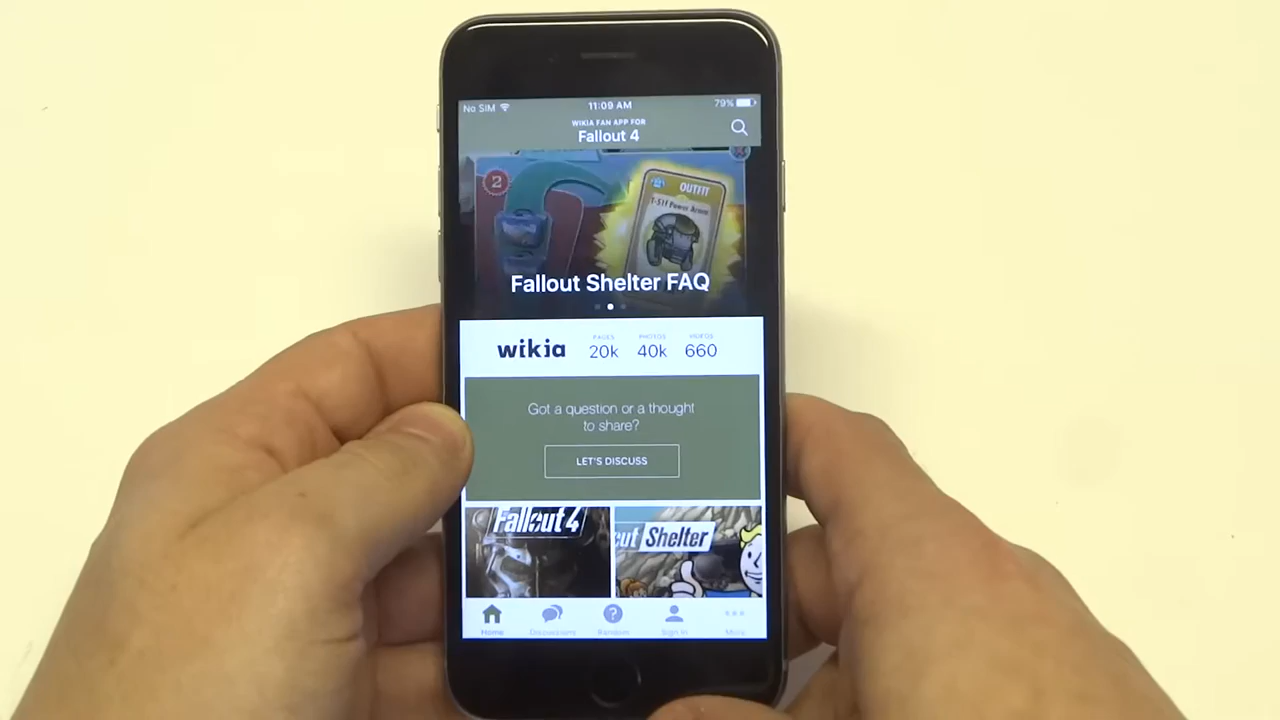 No SIM
11:09 AM
79%
WIKIA FAN APP FOR
Fallout 4
2
OUTFIT
T-51f Power Armor
Fallout Shelter FAQ
wikia
PAGES
PHOTOS
VIDEOS
20k
40k
660
Got a question or a thought
to share?
LET'S DISCUSS
Fallout 4
out Shelter
Home
Discussions
?
Random
Sign In
More